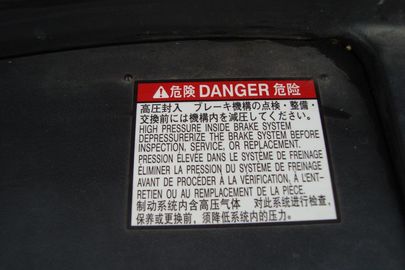 危険 DANGER 危险
高圧封入 ブレーキ機構の点検・整備・
交換前には機構内を減圧してください。
HIGH PRESSURE INSIDE BRAKE SYSTEM
DEPRESSURERIZE THE BRAKE SYSTEM BEFORE
INSPECTION, SERVICE, OR REPLACEMENT.
PRESSION ÉLEVÉE DANS LE SYSTÈME DE FREINAGE
ÉLIMINER LA PRESSION DU SYSTÈME DE FREINAGE
AVANT DE PROCÉDER À LA VÉRIFICATION, À L'ENT-
RETIEN OU AU REMPLACEMENT DE LA PIÈCE.
制动系统内含高压气体 对此系统进行检查,
保养或更换前, 须降低系统内的压力。